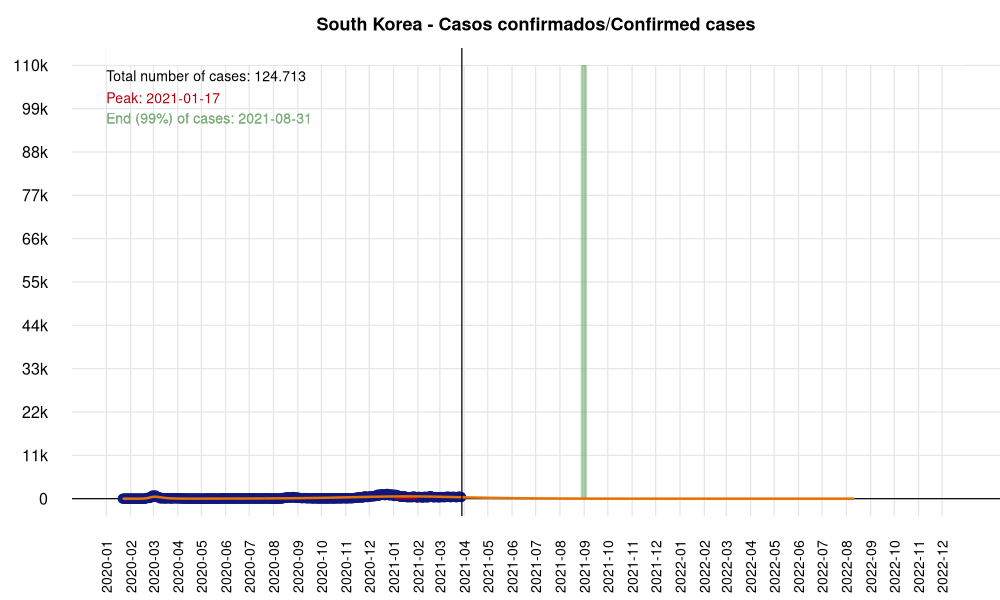 South Korea - Casos confirmados/Confirmed cases
Total number of cases: 124.713
Peak: 2021-01-17
End (99%) of cases: 2021-08-31
110k
99k
88k
77k
66k
55k
44k
33k
22k
11k
0
2020-01
2020-02
2020-03
2020-04
2020-05
2020-06
2020-07
2020-08
2020-09
2020-10
2020-11
2020-12
2021-01
2021-02
2021-03
2021-04
2021-05
2021-06
2021-07
2021-08
2021-09
2021-10
2021-11
2021-12
2022-01
2022-02
2022-03
2022-04
2022-05
2022-06
2022-07
2022-08
2022-09
2022-10
2022-11
2022-12